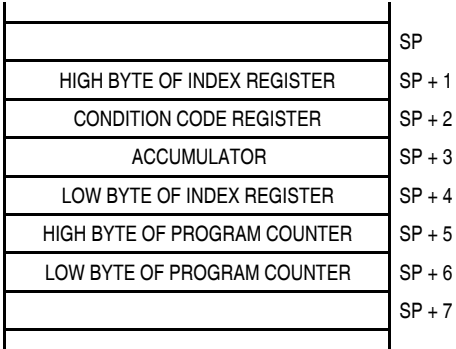 SP
HIGH BYTE OF INDEX REGISTER SP + 1
CONDITION CODE REGISTER SP + 2
ACCUMULATOR SP + 3
LOW BYTE OF INDEX REGISTER SP + 4
HIGH BYTE OF PROGRAM COUNTER SP + 5
LOW BYTE OF PROGRAM COUNTER SP + 6
SP + 7